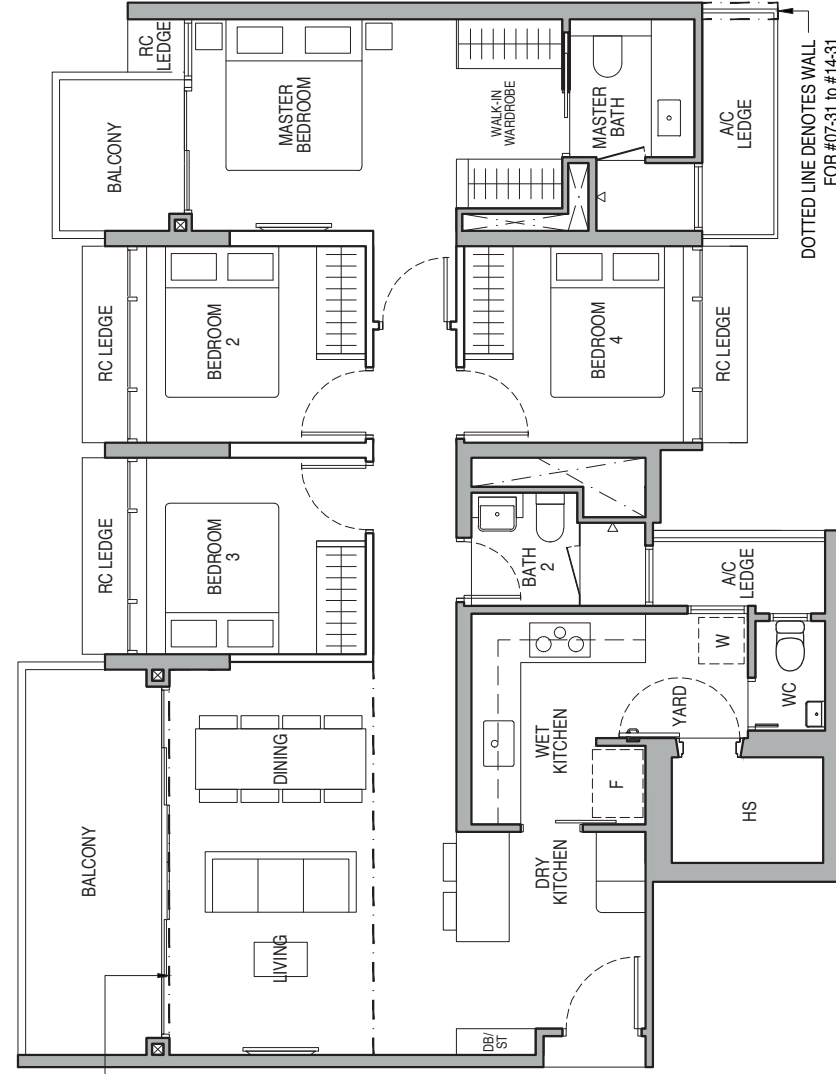 RC
LEDGE
BALCONY
MASTER
BEDROOM
WALK-IN
WARDROBE
MASTER
BATH
A/C
LEDGE
DOTTED LINE DENOTES WALL
FOR #07-31 to #14-31
RC LEDGE
BEDROOM
2
BEDROOM
4
RC LEDGE
RC LEDGE
BEDROOM
3
BATH
2
A/C
LEDGE
W
WC
YARD
WET
KITCHEN
F
HS
DINING
BALCONY
LIVING
DRY
KITCHEN
DB/
ST